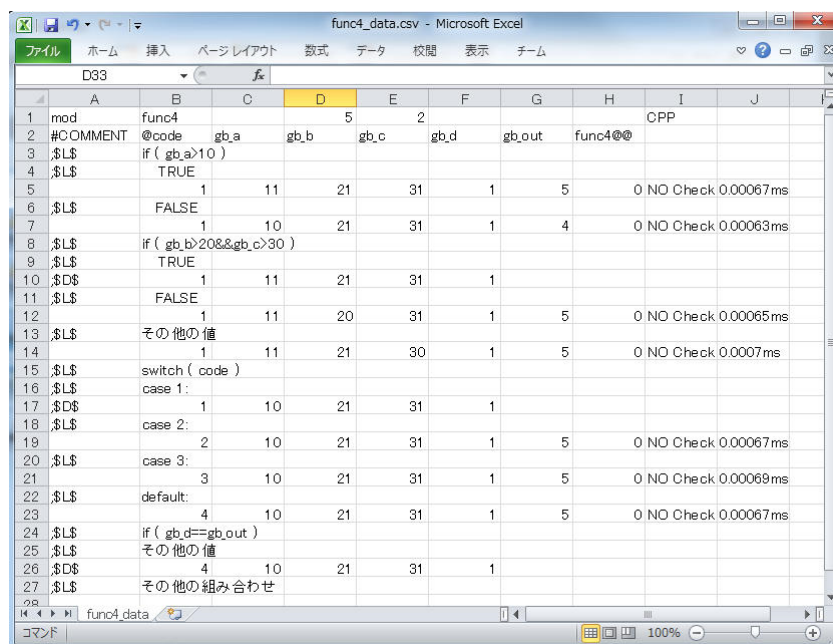 func4_data.csv - Microsoft Excel
ファイル ホーム 挿入 ページレイアウト 数式 データ 校閲 表示 チーム
D33 fx
A B C D E F G H I J
1 mod func4 5 2 CPP
2 #COMMENT @code gb_a gb_b gb_c gb_d gb_out func4@@
3 ;$L$ if ( gb_a>10 )
4 ;$L$ TRUE
5 1 11 21 31 1 5 0 NO Check 0.00067ms
6 ;$L$ FALSE
7 1 10 21 31 1 4 0 NO Check 0.00063ms
8 ;$L$ if ( gb_b>20&&gb_c>30 )
9 ;$L$ TRUE
10 ;$D$ 1 11 21 31 1
11 ;$L$ FALSE
12 1 11 20 31 1 5 0 NO Check 0.00065ms
13 ;$L$ その他の値
14 1 11 21 30 1 5 0 NO Check 0.0007ms
15 ;$L$ switch ( code )
16 ;$L$ case 1:
17 ;$D$ 1 10 21 31 1
18 ;$L$ case 2:
19 2 10 21 31 1 5 0 NO Check 0.00067ms
20 ;$L$ case 3:
21 3 10 21 31 1 5 0 NO Check 0.00069ms
22 ;$L$ default:
23 4 10 21 31 1 5 0 NO Check 0.00067ms
24 ;$L$ if ( gb_d==gb_out )
25 ;$L$ その他の値
26 ;$D$ 4 10 21 31 1
27 ;$L$ その他の組み合わせ
28
func4_data
コマンド 100%